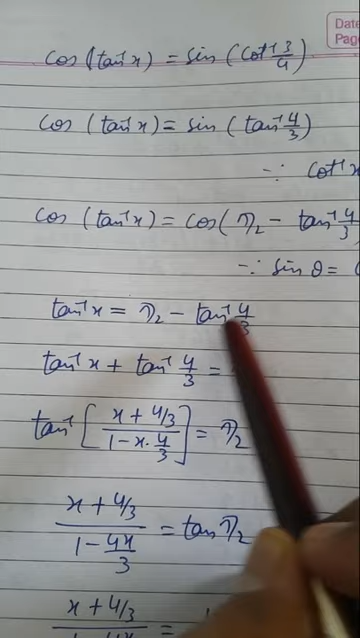 Date
Page
cos (tan⁻¹x) = sin (cot⁻¹ 3/4)
cos (tan⁻¹x) = sin (tan⁻¹ 4/3)
∵ cot⁻¹x
cos (tan⁻¹x) = cos (π/2 − tan⁻¹ 4/3
∵ sin θ =
tan⁻¹x = π/2 − tan⁻¹ 4/3
tan⁻¹x + tan⁻¹ 4/3 =
tan⁻¹ [ (x + 4/3) / (1 − x · 4/3) ] = π/2
(x + 4/3) / (1 − 4x/3) = tan π/2
x + 4/3 =